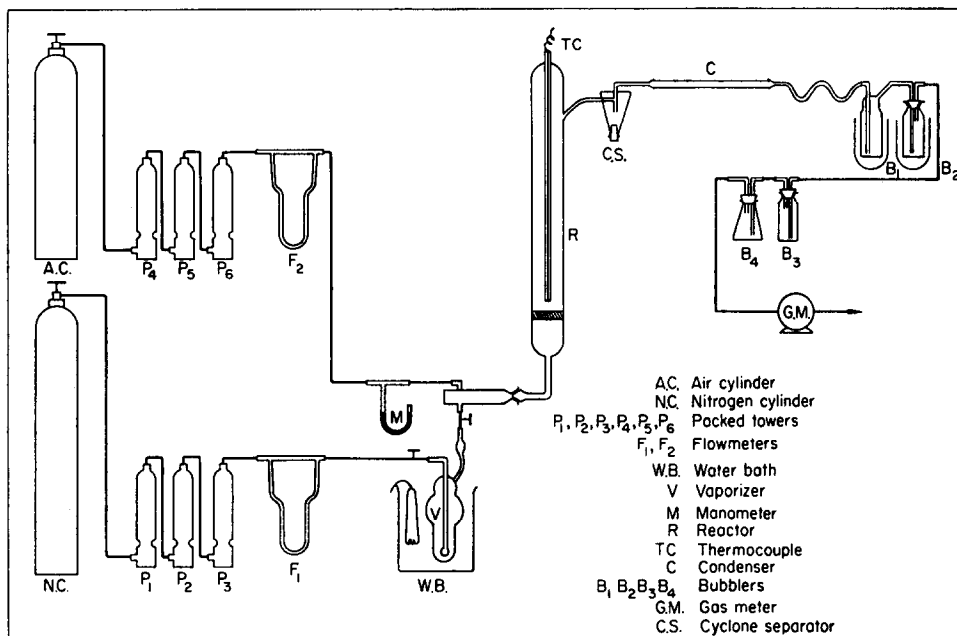 TC
C
C.S.
B₁
B₂
R
B₄
B₃
G.M.
A.C.
P₄
P₅
P₆
F₂
M
N.C.
P₁
P₂
P₃
F₁
V
W.B.
A.C. Air cylinder
N.C. Nitrogen cylinder
P₁, P₂, P₃, P₄, P₅, P₆ Packed towers
F₁, F₂ Flowmeters
W.B. Water bath
V Vaporizer
M Manometer
R Reactor
TC Thermocouple
C Condenser
B₁ B₂ B₃ B₄ Bubblers
G.M. Gas meter
C.S. Cyclone separator